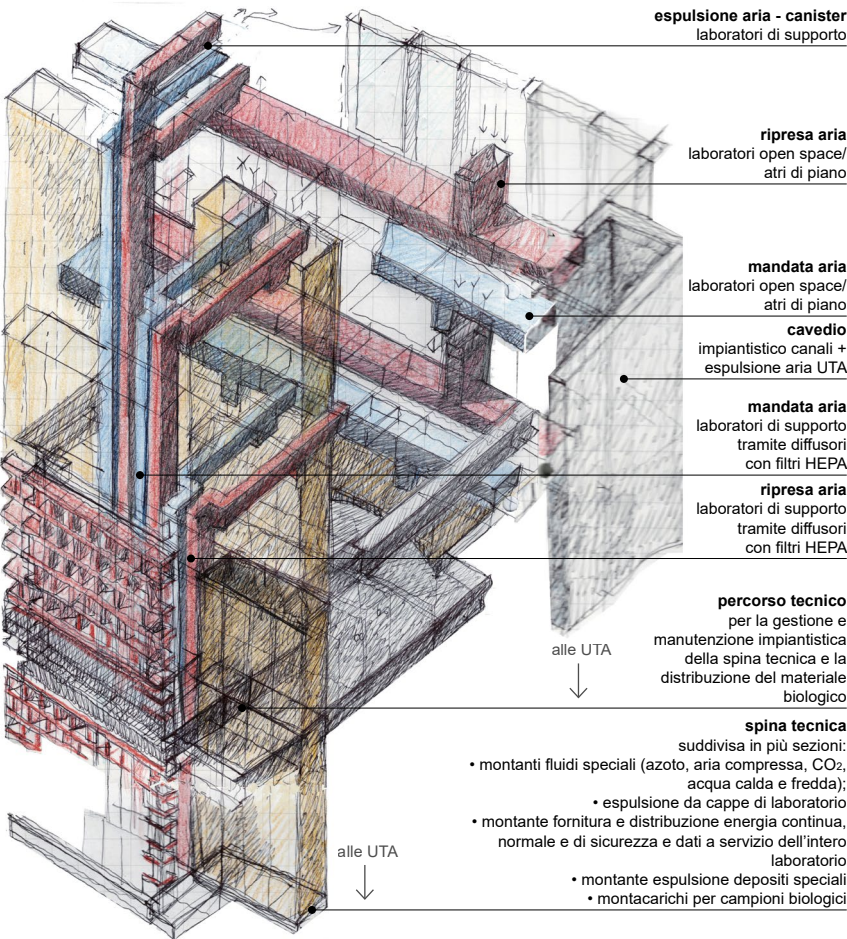 espulsione aria - canister
laboratori di supporto
ripresa aria
laboratori open space/
atri di piano
mandata aria
laboratori open space/
atri di piano
cavedio
impiantistico canali +
espulsione aria UTA
mandata aria
laboratori di supporto
tramite diffusori
con filtri HEPA
ripresa aria
laboratori di supporto
tramite diffusori
con filtri HEPA
percorso tecnico
per la gestione e
manutenzione impiantistica
della spina tecnica e la
distribuzione del materiale
biologico
alle UTA
spina tecnica
suddivisa in più sezioni:
• montanti fluidi speciali (azoto, aria compressa, CO₂,
acqua calda e fredda);
• espulsione da cappe di laboratorio
• montante fornitura e distribuzione energia continua,
normale e di sicurezza e dati a servizio dell’intero
laboratorio
• montante espulsione depositi speciali
• montacarichi per campioni biologici
alle UTA